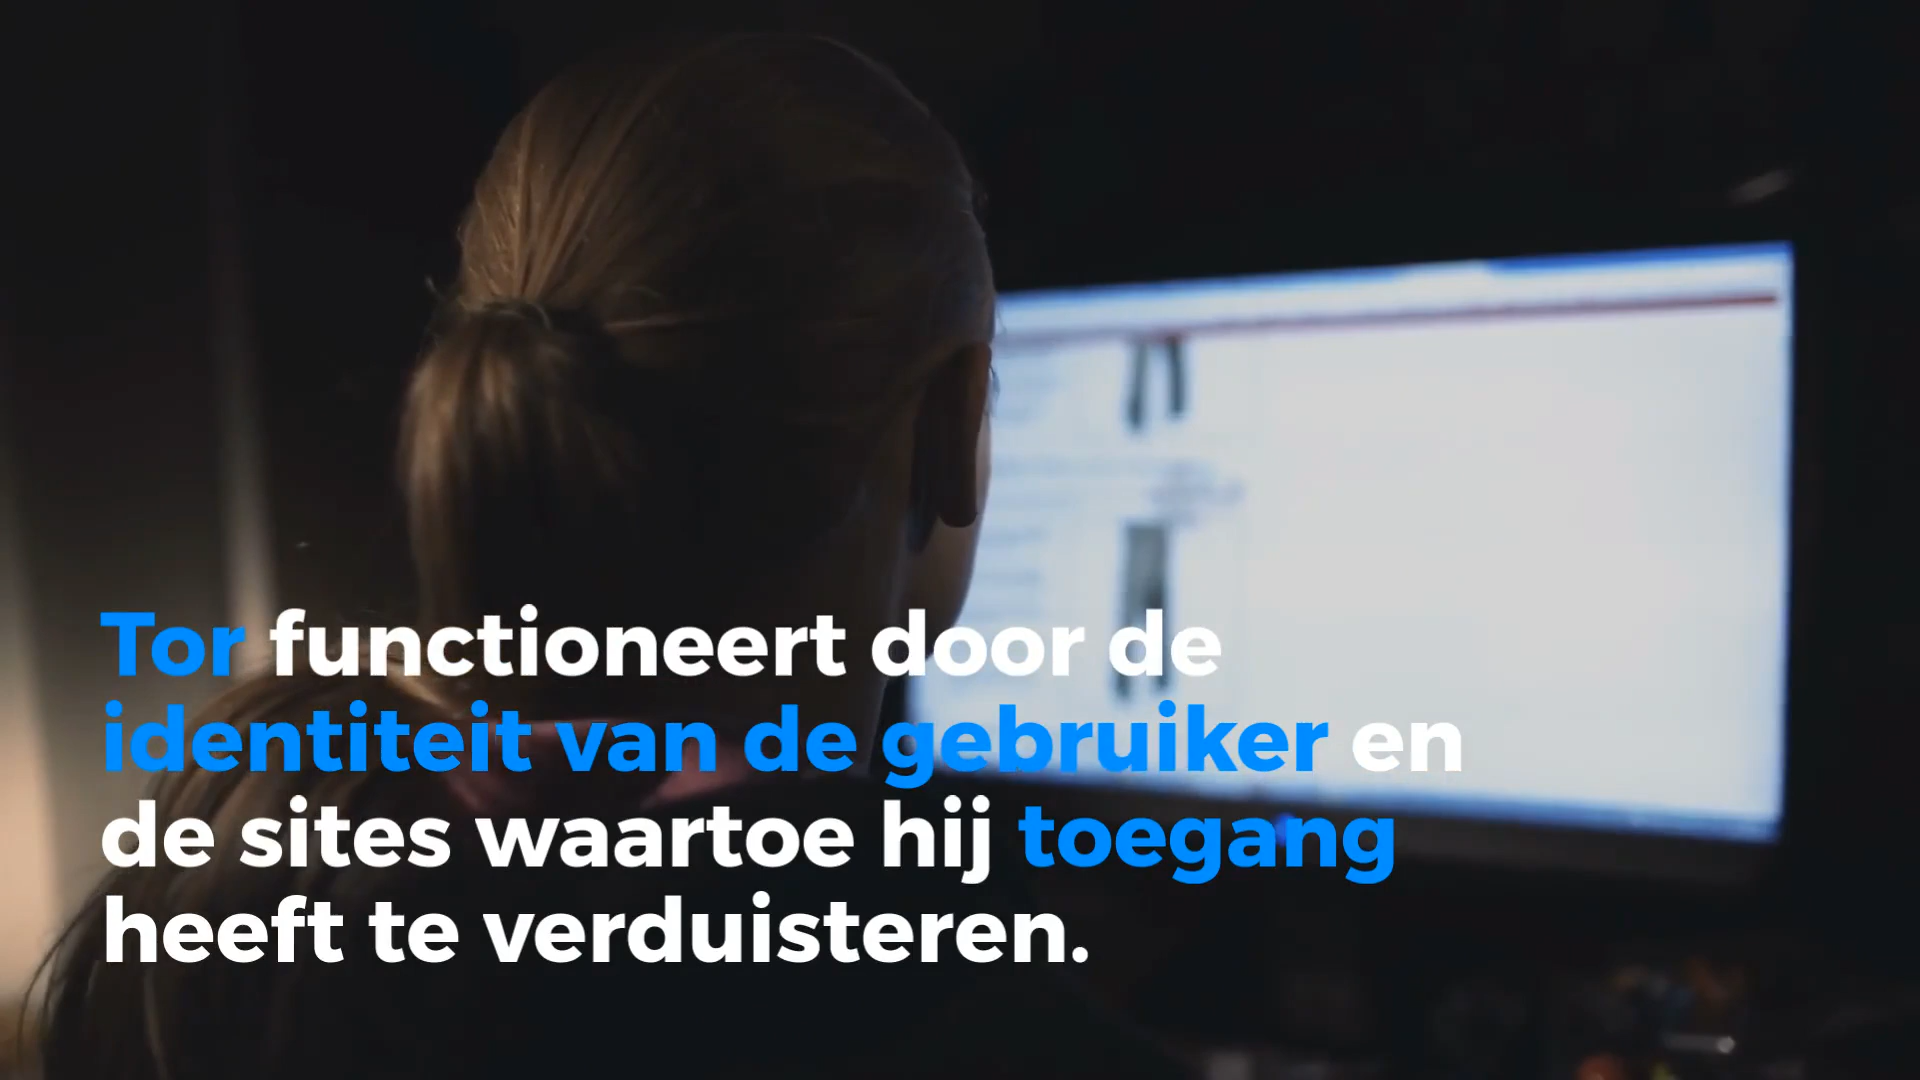 Tor functioneert door de
identiteit van de gebruiker en
de sites waartoe hij toegang
heeft te verduisteren.